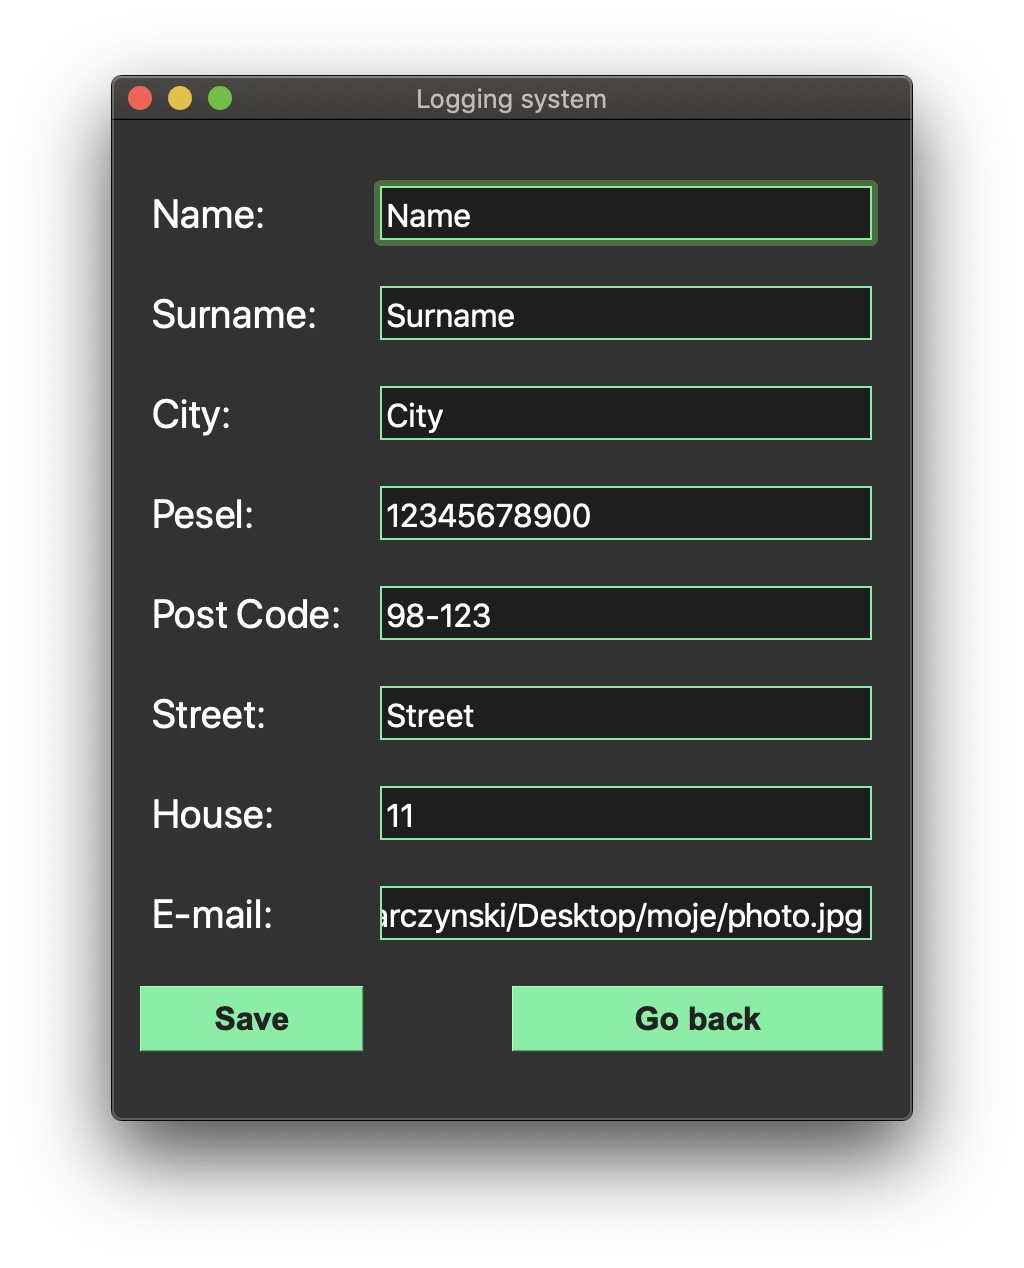 Logging system
Name: Name
Surname: Surname
City: City
Pesel: 12345678900
Post Code: 98-123
Street: Street
House: 11
E-mail: arczynski/Desktop/moje/photo.jpg
Save Go back